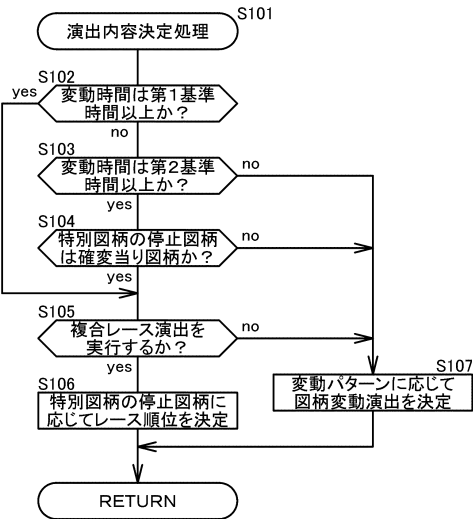 S101
演出内容決定処理
S102
yes
変動時間は第１基準
時間以上か？
no
S103
変動時間は第２基準
時間以上か？
no
yes
S104
特別図柄の停止図柄
は確変当り図柄か？
no
yes
S105
複合レース演出を
実行するか？
no
yes
S106
特別図柄の停止図柄に
応じてレース順位を決定
S107
変動パターンに応じて
図柄変動演出を決定
RETURN